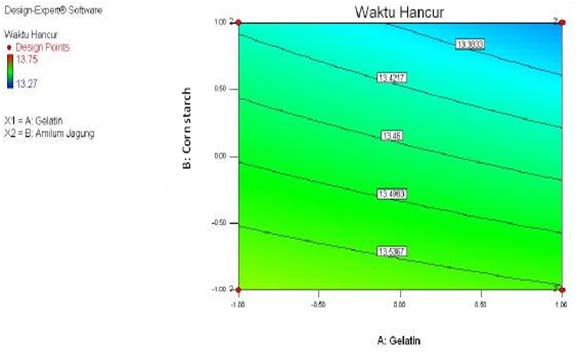 Design-Expert® Software
Waktu Hancur
Design Points
13.75
13.27
X1 = A: Gelatin
X2 = B: Amilum Jagung
Waktu Hancur
B: Corn starch
1.00
0.50
0.00
-0.50
-1.00
2
2
2
13.3833
13.4217
13.46
13.4983
13.5367
-1.00
-0.50
0.00
0.50
1.00
A: Gelatin